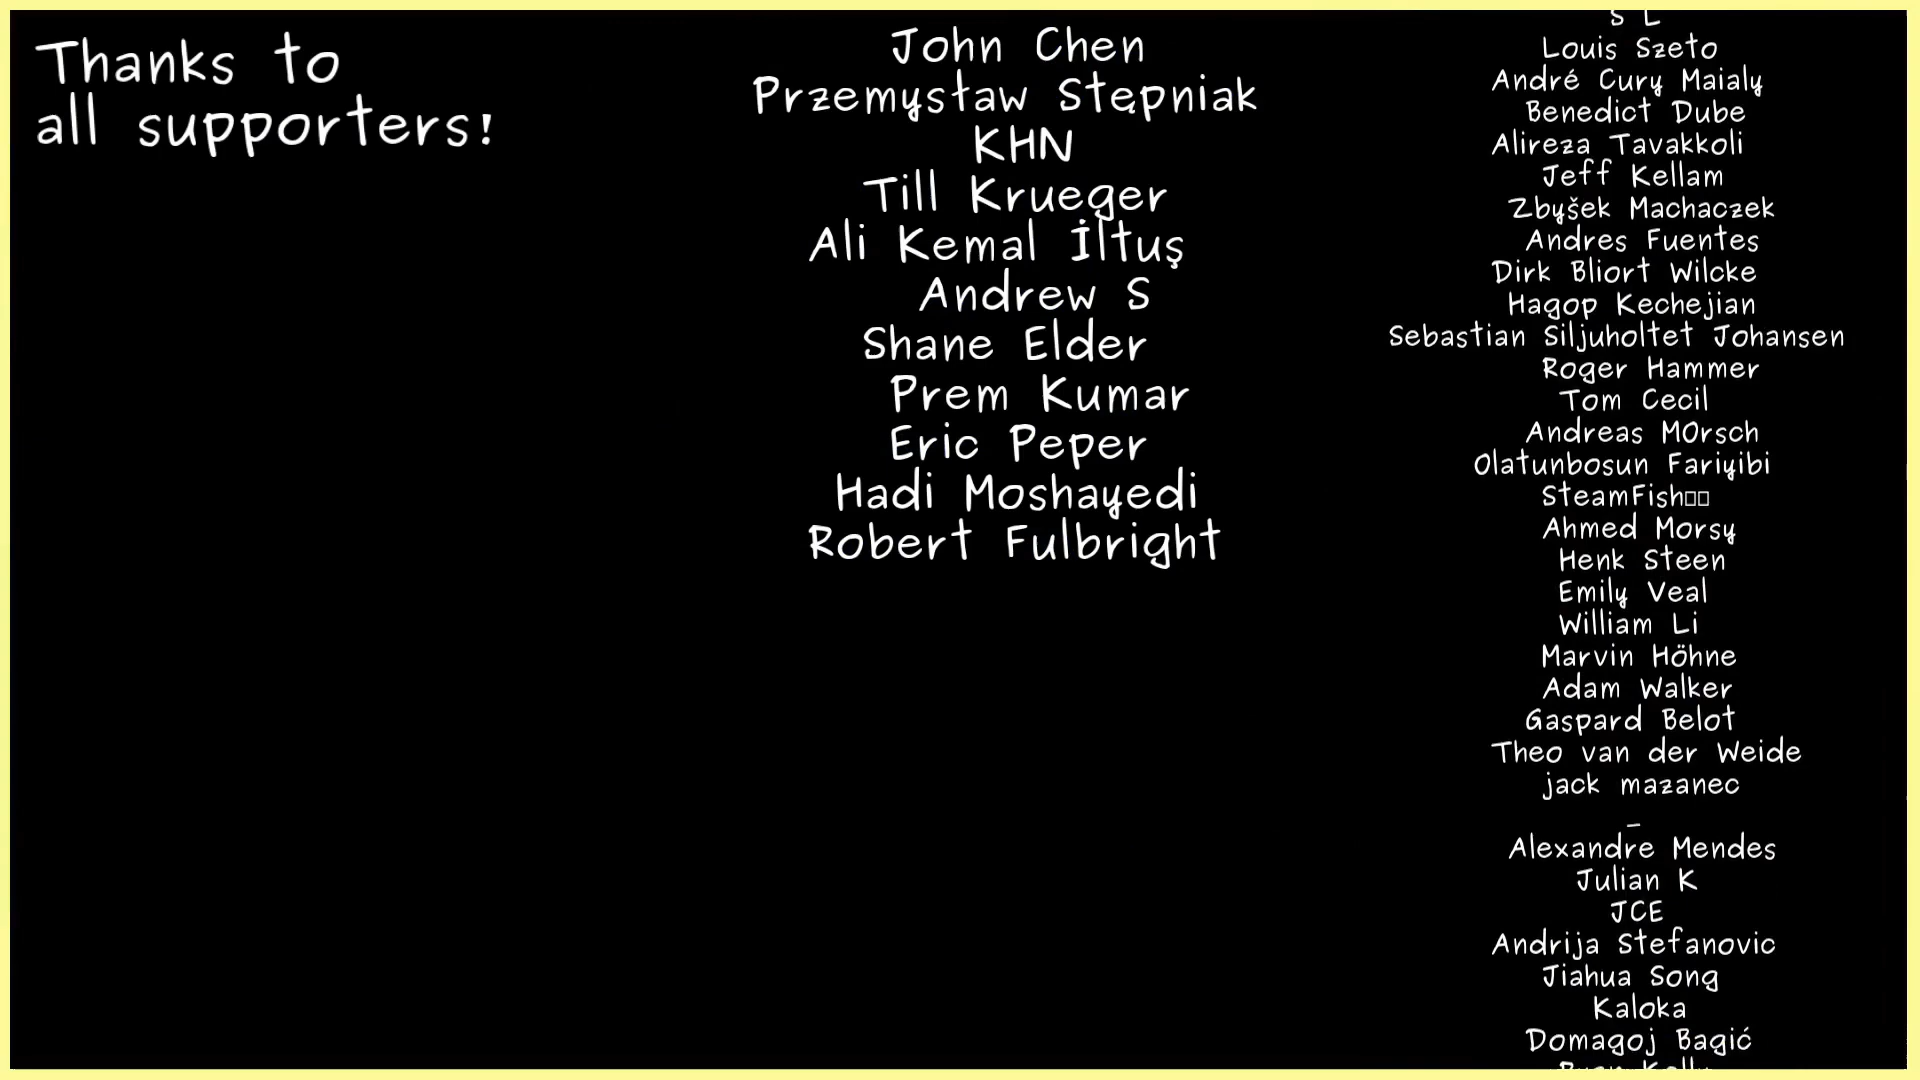 Thanks to
all supporters!
John Chen
Przemysław Stępniak
KHN
Till Krueger
Ali Kemal İltuş
Andrew S
Shane Elder
Prem Kumar
Eric Peper
Hadi Moshayedi
Robert Fulbright
S L
Louis Szeto
André Cury Maialy
Benedict Dube
Alireza Tavakkoli
Jeff Kellam
Zbyšek Machaczek
Andres Fuentes
Dirk Bliort Wilcke
Hagop Kechejian
Sebastian Siljuholtet Johansen
Roger Hammer
Tom Cecil
Andreas MOrsch
Olatunbosun Fariyibi
SteamFish
Ahmed Morsy
Henk Steen
Emily Veal
William Li
Marvin Höhne
Adam Walker
Gaspard Belot
Theo van der Weide
jack mazanec
_
Alexandre Mendes
Julian K
JCE
Andrija Stefanovic
Jiahua Song
Kaloka
Domagoj Bagić